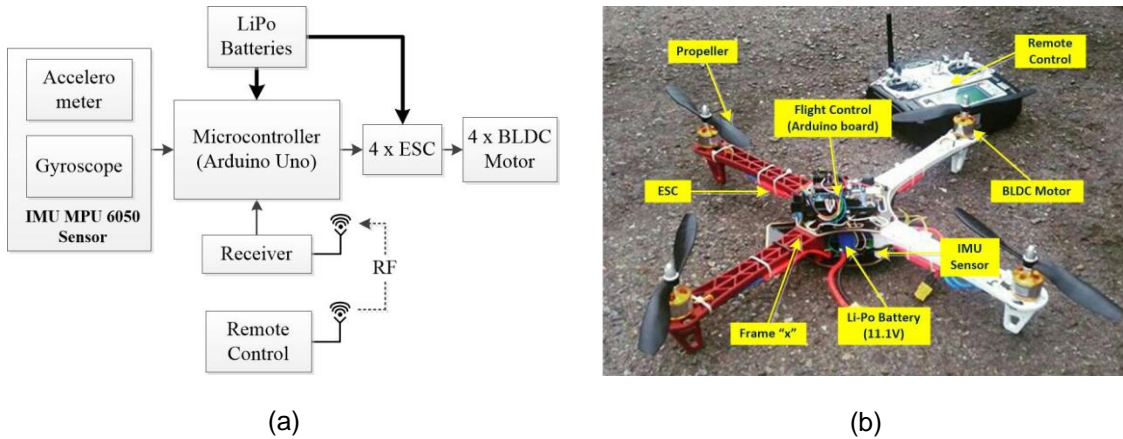 LiPo
Batteries
Accelero
meter
Gyroscope
IMU MPU 6050
Sensor
Microcontroller
(Arduino Uno)
4 x ESC
4 x BLDC
Motor
Receiver
RF
Remote
Control
(a)
Propeller
Remote
Control
Flight Control
(Arduino board)
ESC
BLDC Motor
IMU
Sensor
Li-Po Battery
(11.1V)
Frame "x"
(b)